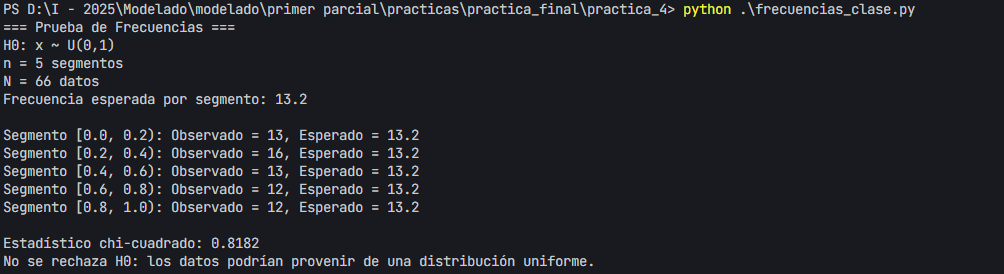 PS D:\I - 2025\Modelado\modelado\primer parcial\practicas\practica_final\practica_4> python .\frecuencias_clase.py
=== Prueba de Frecuencias ===
H0: x ~ U(0,1)
n = 5 segmentos
N = 66 datos
Frecuencia esperada por segmento: 13.2
Segmento [0.0, 0.2): Observado = 13, Esperado = 13.2
Segmento [0.2, 0.4): Observado = 16, Esperado = 13.2
Segmento [0.4, 0.6): Observado = 13, Esperado = 13.2
Segmento [0.6, 0.8): Observado = 12, Esperado = 13.2
Segmento [0.8, 1.0): Observado = 12, Esperado = 13.2
Estadístico chi-cuadrado: 0.8182
No se rechaza H0: los datos podrían provenir de una distribución uniforme.